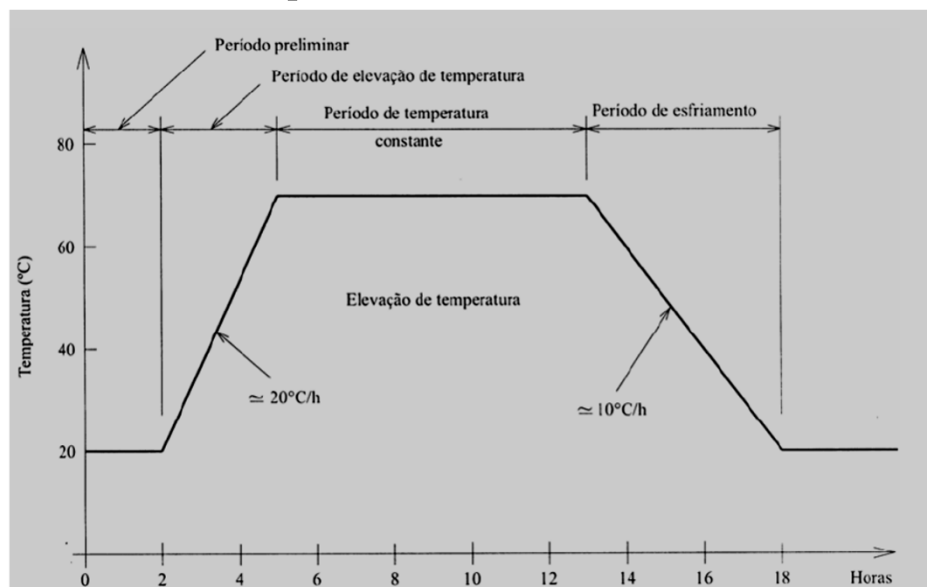 Período preliminar
Período de elevação de temperatura
Período de temperatura
constante
Período de esfriamento
80
60
40
20
Temperatura (ºC)
Elevação de temperatura
≃ 20°C/h
≃ 10°C/h
0 2 4 6 8 10 12 14 16 18 Horas